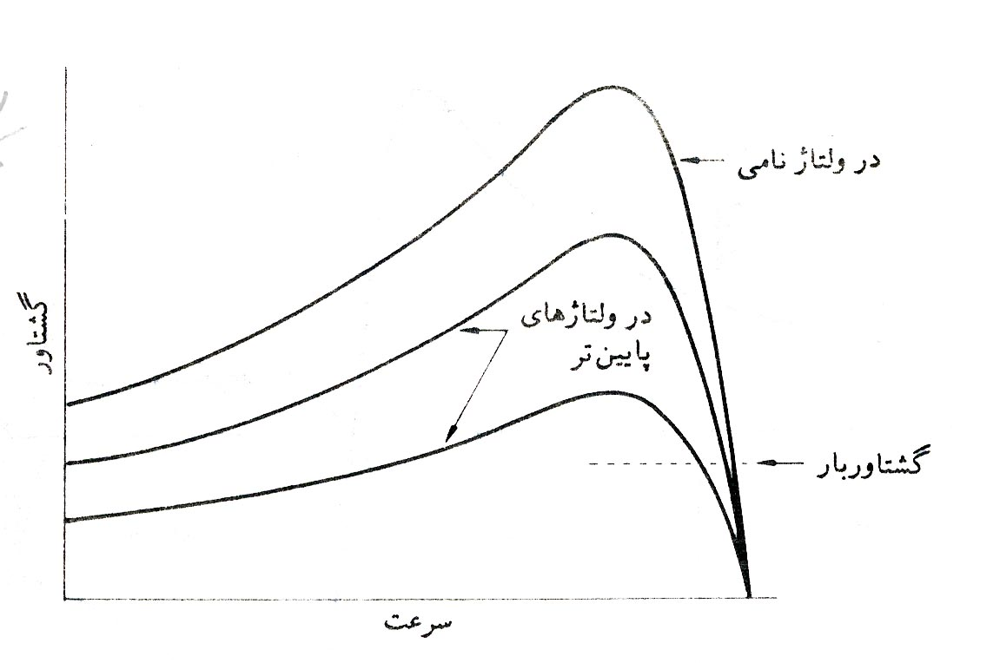 در ولتاژ نامی
در ولتاژهای
پایین‌تر
گشتاوربار
گشتاور
سرعت